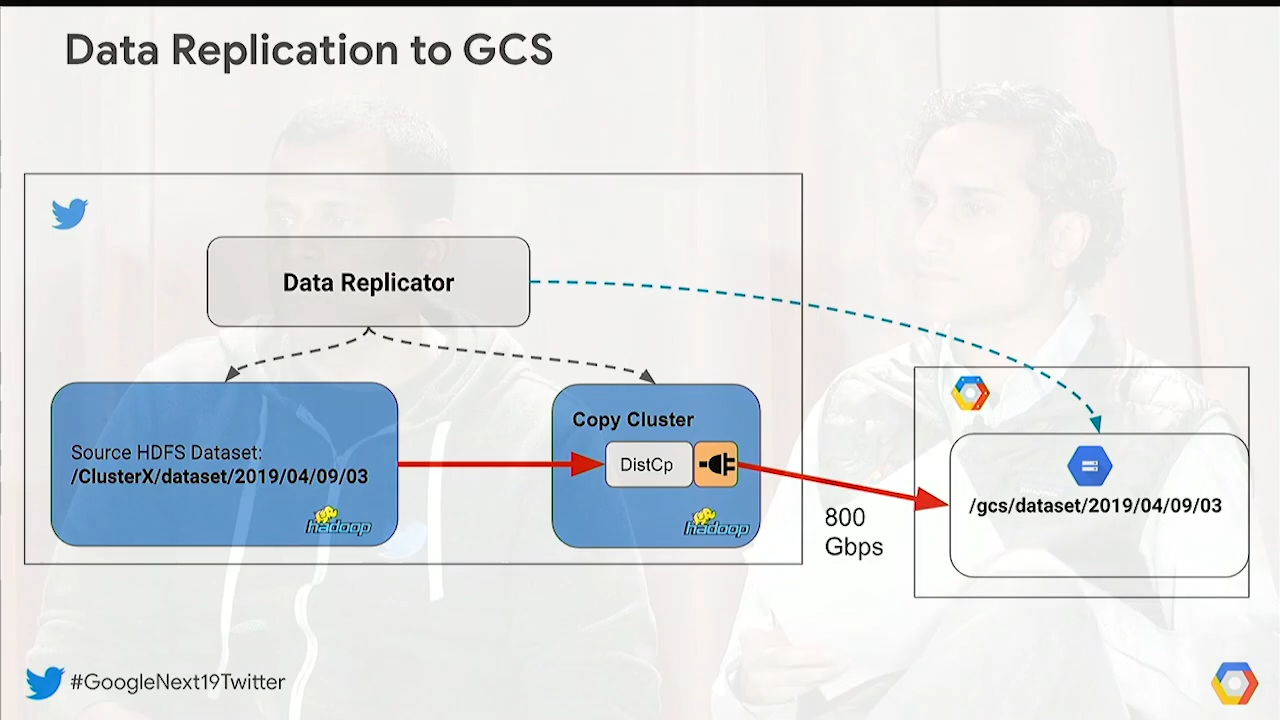 Data Replication to GCS
Data Replicator
Copy Cluster
Source HDFS Dataset:
/ClusterX/dataset/2019/04/09/03
DistCp
hadoop
hadoop
/gcs/dataset/2019/04/09/03
800
Gbps
#GoogleNext19Twitter